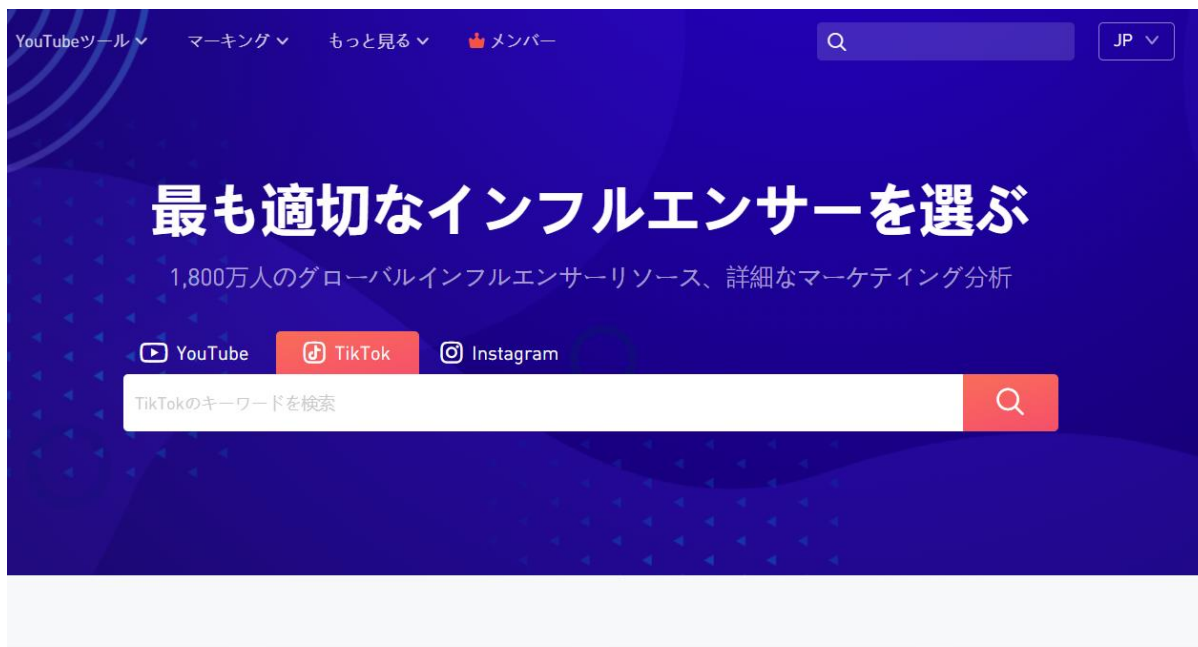 YouTubeツール マーキング もっと見る メンバー JP
最も適切なインフルエンサーを選ぶ
1,800万人のグローバルインフルエンサーリソース、詳細なマーケティング分析
YouTube TikTok Instagram
TikTokのキーワードを検索